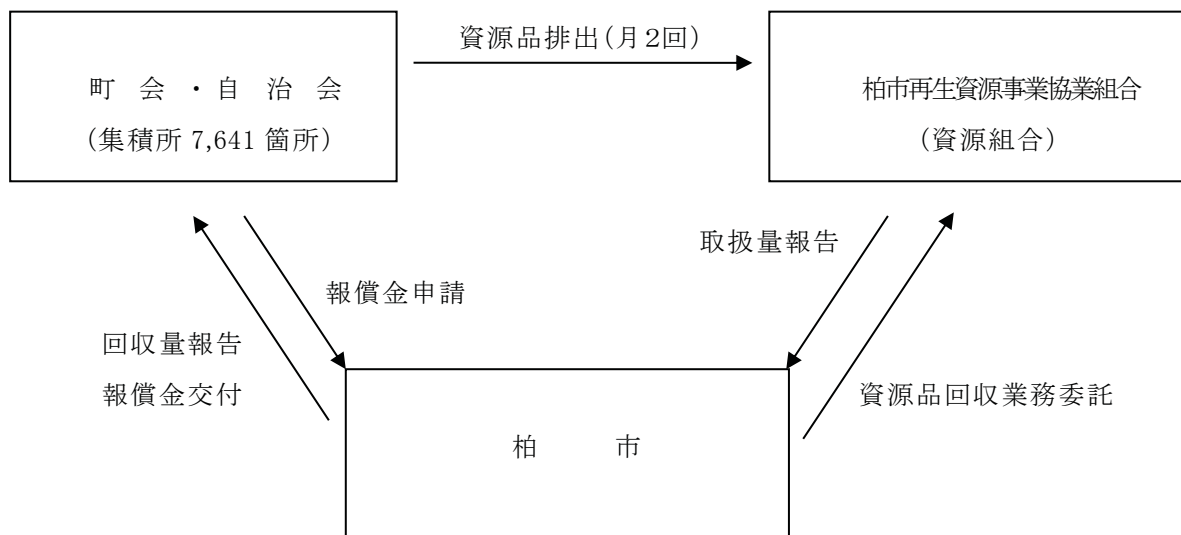 資源品排出(月2回)
町会・自治会
(集積所 7,641 箇所)
柏市再生資源事業協業組合
(資源組合)
取扱量報告
報償金申請
回収量報告
報償金交付
資源品回収業務委託
柏市